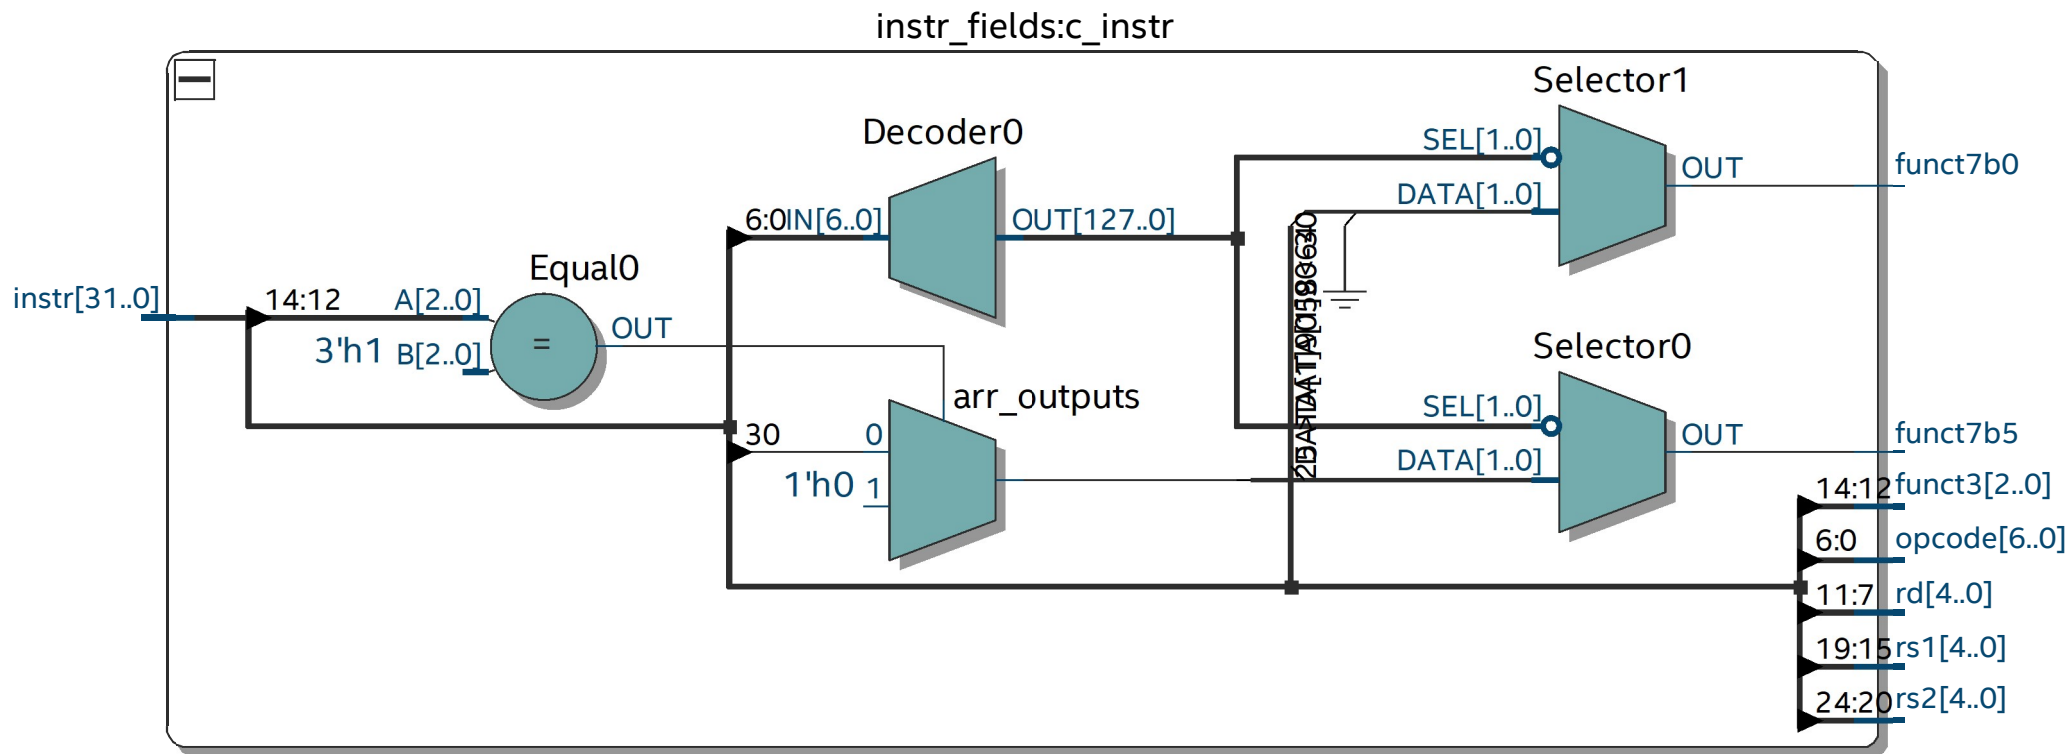 instr_fields:c_instr
Selector1
Decoder0
SEL[1..0]
OUT
funct7b0
DATA[1..0]
6:0
IN[6..0]
OUT[127..0]
Equal0
instr[31..0]
14:12
A[2..0]
OUT
3'h1
B[2..0]
=
Selector0
arr_outputs
SEL[1..0]
30
0
OUT
funct7b5
1'h0
1
DATA[1..0]
14:12
funct3[2..0]
6:0
opcode[6..0]
11:7
rd[4..0]
19:15
rs1[4..0]
24:20
rs2[4..0]